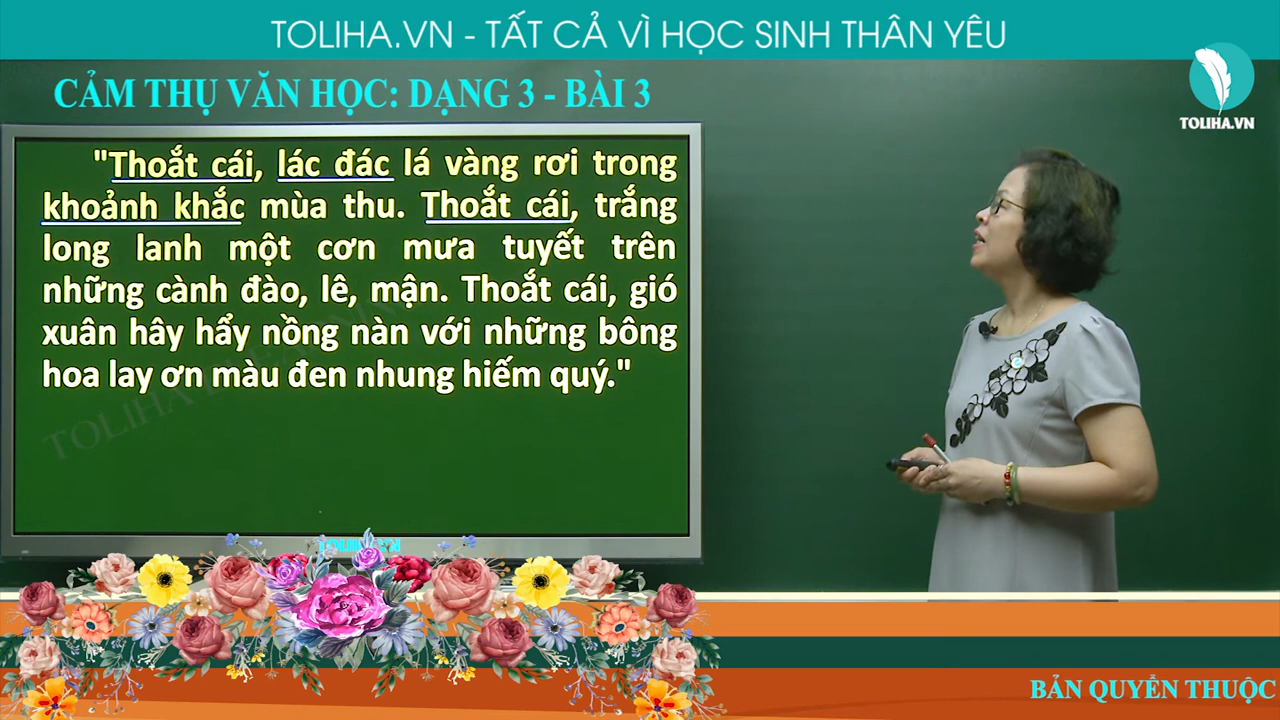 TOLIHA.VN - TẤT CẢ VÌ HỌC SINH THÂN YÊU
CẢM THỤ VĂN HỌC: DẠNG 3 - BÀI 3
TOLIHA.VN
"Thoắt cái, lác đác lá vàng rơi trong
khoảnh khắc mùa thu. Thoắt cái, trắng
long lanh một cơn mưa tuyết trên
những cành đào, lê, mận. Thoắt cái, gió
xuân hây hẩy nồng nàn với những bông
hoa lay ơn màu đen nhung hiếm quý."
BẢN QUYỀN THUỘC